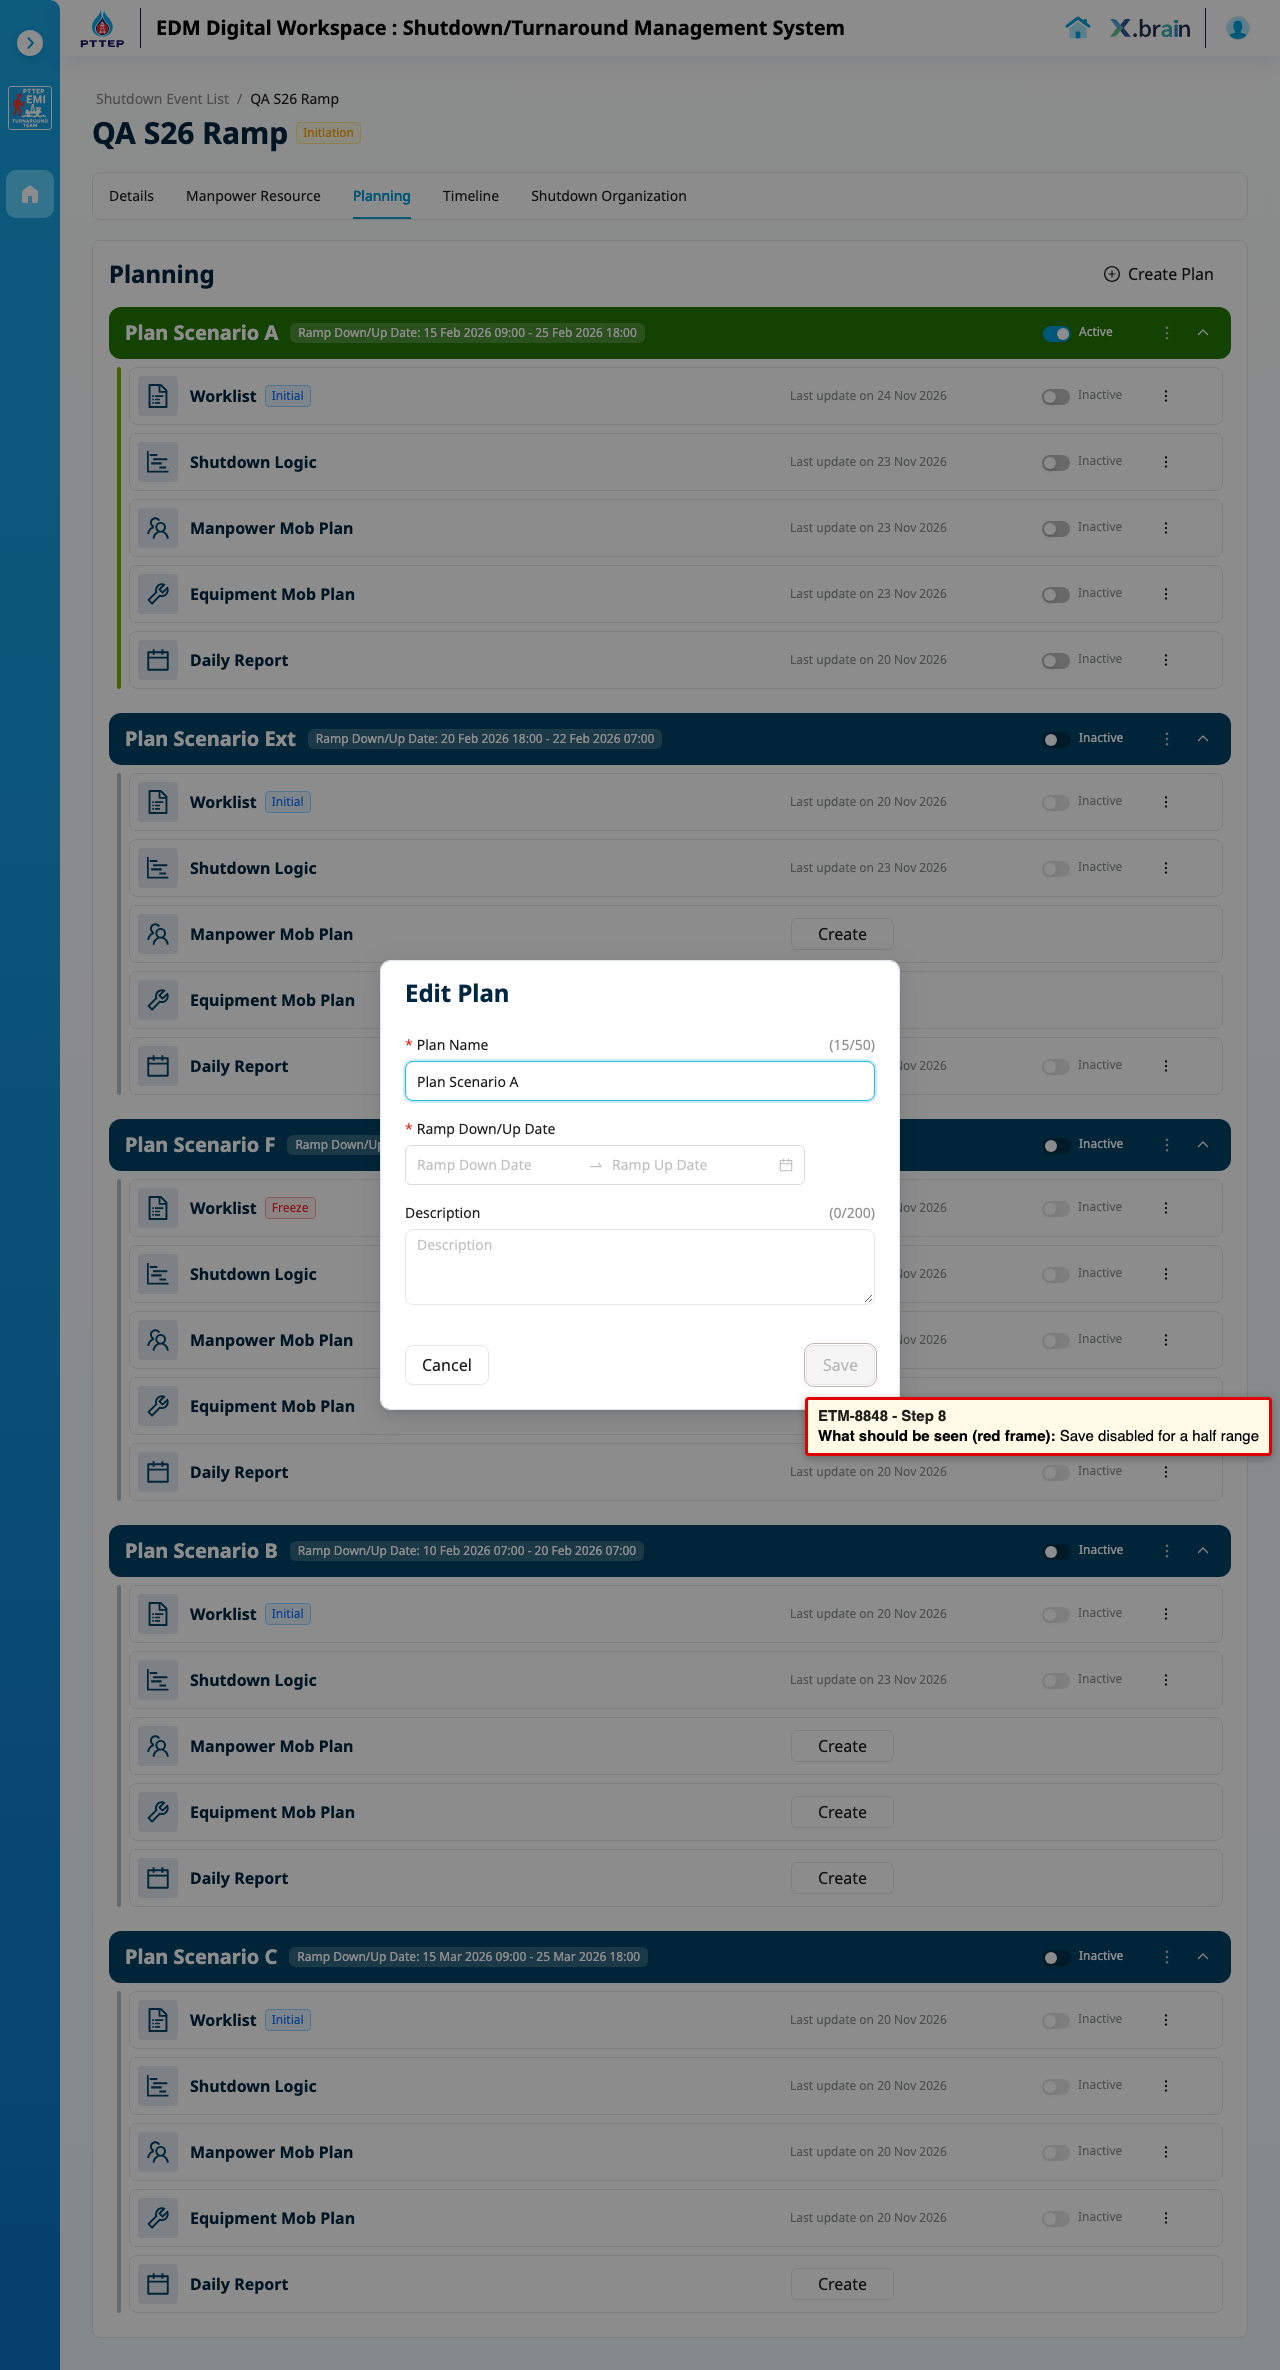 PTTEP
EDM Digital Workspace : Shutdown/Turnaround Management System
X.brain
PTTEP
EMI
TURNAROUND
TEAM
Shutdown Event List / QA S26 Ramp
QA S26 Ramp Initiation
Details Manpower Resource Planning Timeline Shutdown Organization
Planning
Create Plan
Plan Scenario A Ramp Down/Up Date: 15 Feb 2026 09:00 - 25 Feb 2026 18:00 Active
Worklist Initial Last update on 24 Nov 2026 Inactive
Shutdown Logic Last update on 23 Nov 2026 Inactive
Manpower Mob Plan Last update on 23 Nov 2026 Inactive
Equipment Mob Plan Last update on 23 Nov 2026 Inactive
Daily Report Last update on 20 Nov 2026 Inactive
Plan Scenario Ext Ramp Down/Up Date: 20 Feb 2026 18:00 - 22 Feb 2026 07:00 Inactive
Worklist Initial Last update on 20 Nov 2026 Inactive
Shutdown Logic Last update on 23 Nov 2026 Inactive
Manpower Mob Plan Create
Equipment Mob Plan
Daily Report Nov 2026 Inactive
Edit Plan
* Plan Name (15/50)
Plan Scenario A
* Ramp Down/Up Date
Ramp Down Date Ramp Up Date
Description (0/200)
Description
Cancel Save
ETM-8848 - Step 8
What should be seen (red frame): Save disabled for a half range
Plan Scenario F Ramp Down/Up Inactive
Worklist Freeze Nov 2026 Inactive
Shutdown Logic Nov 2026 Inactive
Manpower Mob Plan Nov 2026 Inactive
Equipment Mob Plan
Daily Report Last update on 20 Nov 2026 Inactive
Plan Scenario B Ramp Down/Up Date: 10 Feb 2026 07:00 - 20 Feb 2026 07:00 Inactive
Worklist Initial Last update on 20 Nov 2026 Inactive
Shutdown Logic Last update on 23 Nov 2026 Inactive
Manpower Mob Plan Create
Equipment Mob Plan Create
Daily Report Create
Plan Scenario C Ramp Down/Up Date: 15 Mar 2026 09:00 - 25 Mar 2026 18:00 Inactive
Worklist Initial Last update on 20 Nov 2026 Inactive
Shutdown Logic Last update on 20 Nov 2026 Inactive
Manpower Mob Plan Last update on 20 Nov 2026 Inactive
Equipment Mob Plan Last update on 20 Nov 2026 Inactive
Daily Report Create